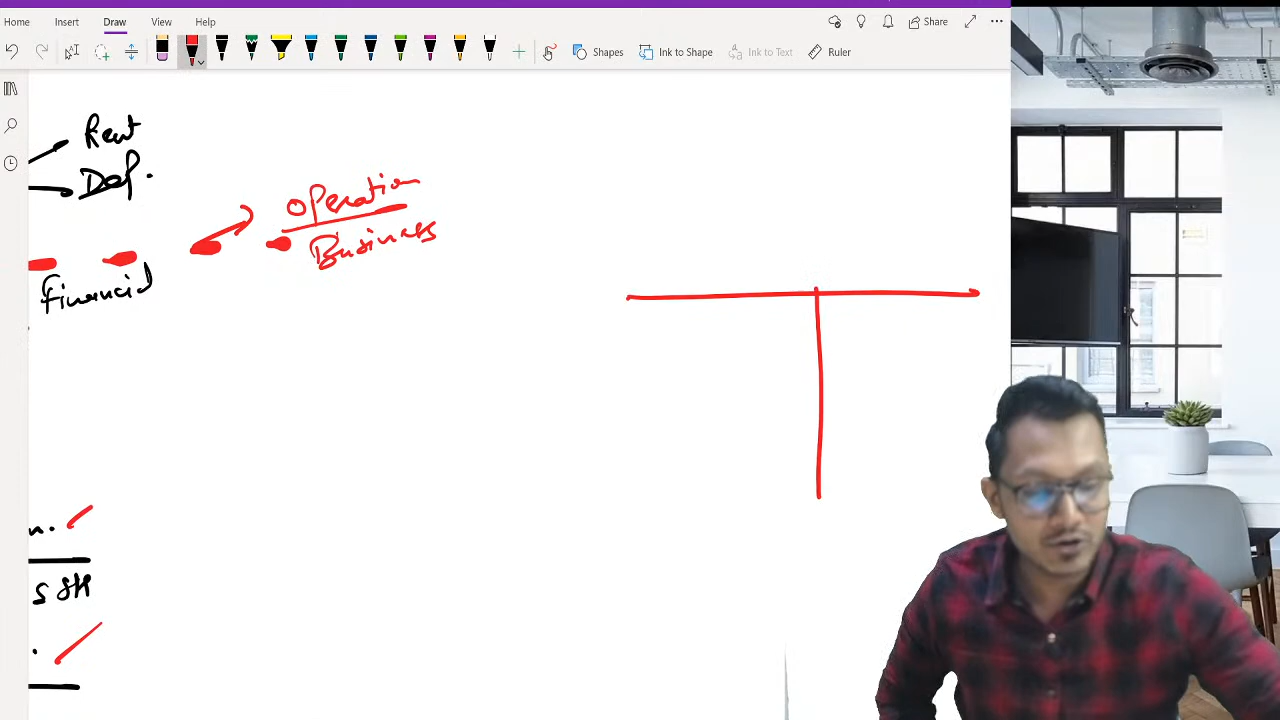 Home Insert Draw View Help Share
Shapes Ink to Shape Ink to Text Ruler
Rent
Def.
Operation
Business
Financial
n.
S SH